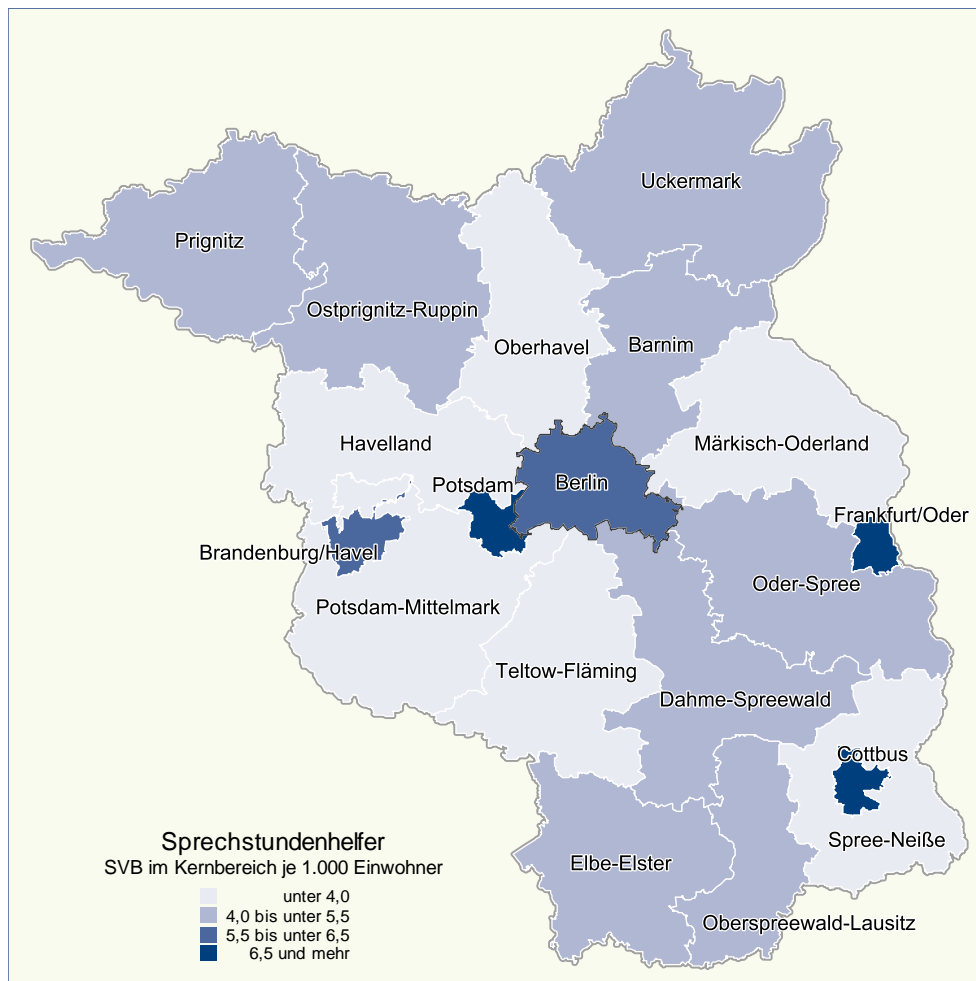 Uckermark
Prignitz
Ostprignitz-Ruppin
Oberhavel
Barnim
Havelland
Märkisch-Oderland
Potsdam
Berlin
Frankfurt/Oder
Brandenburg/Havel
Oder-Spree
Potsdam-Mittelmark
Teltow-Fläming
Dahme-Spreewald
Cottbus
Spree-Neiße
Elbe-Elster
Oberspreewald-Lausitz
Sprechstundenhelfer
SVB im Kernbereich je 1.000 Einwohner
unter 4,0
4,0 bis unter 5,5
5,5 bis unter 6,5
6,5 und mehr